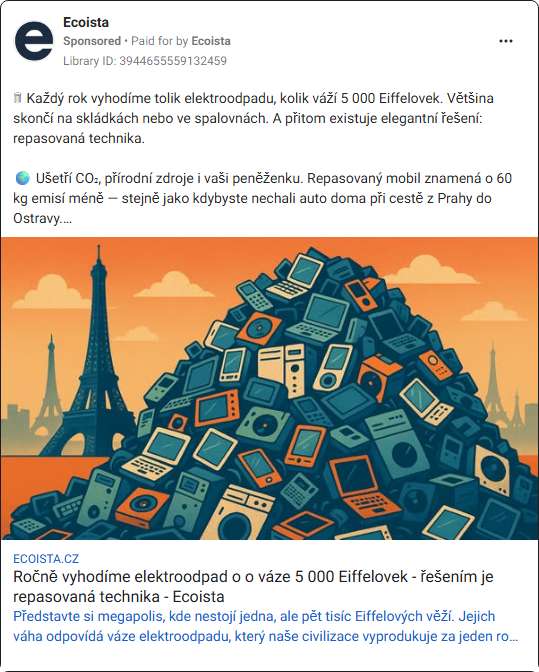 Ecoista
Sponsored • Paid for by Ecoista
Library ID: 3944655559132459
Každý rok vyhodíme tolik elektroodpadu, kolik váží 5 000 Eiffelovek. Většina
skončí na skládkách nebo ve spalovnách. A přitom existuje elegantní řešení:
repasovaná technika.
Ušetří CO₂, přírodní zdroje i vaši peněženku. Repasovaný mobil znamená o 60
kg emisí méně — stejně jako kdybyste nechali auto doma při cestě z Prahy do
Ostravy....
ECOISTA.CZ
Ročně vyhodíme elektroodpad o o váze 5 000 Eiffelovek - řešením je
repasovaná technika - Ecoista
Představte si megapolis, kde nestojí jedna, ale pět tisíc Eiffelových věží. Jejich
váha odpovídá váze elektroodpadu, který naše civilizace vyprodukuje za jeden ro...